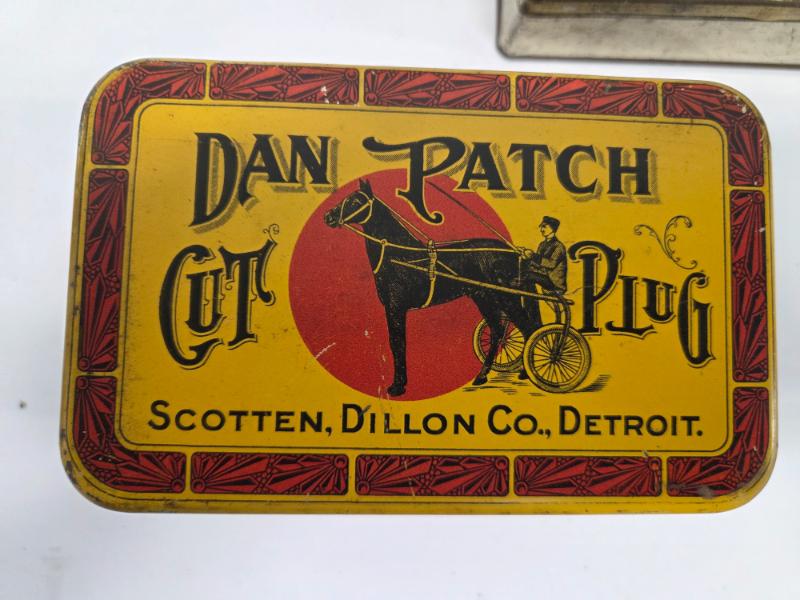 DAN PATCH
CUT PLUG
SCOTTEN, DILLON CO., DETROIT.